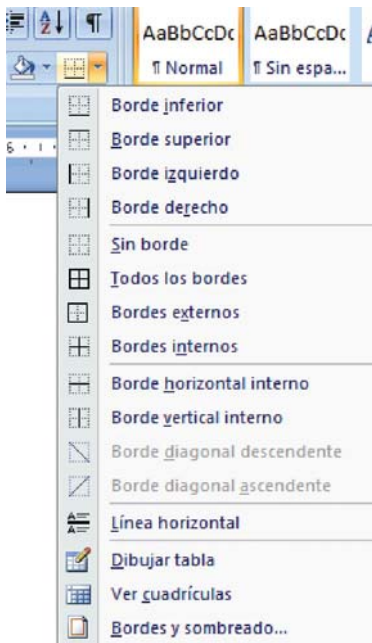 AaBbCcDc AaBbCcDc
¶ Normal ¶ Sin espa...
6
Borde inferior
Borde superior
Borde izquierdo
Borde derecho
Sin borde
Todos los bordes
Bordes externos
Bordes internos
Borde horizontal interno
Borde vertical interno
Borde diagonal descendente
Borde diagonal ascendente
Línea horizontal
Dibujar tabla
Ver cuadrículas
Bordes y sombreado...